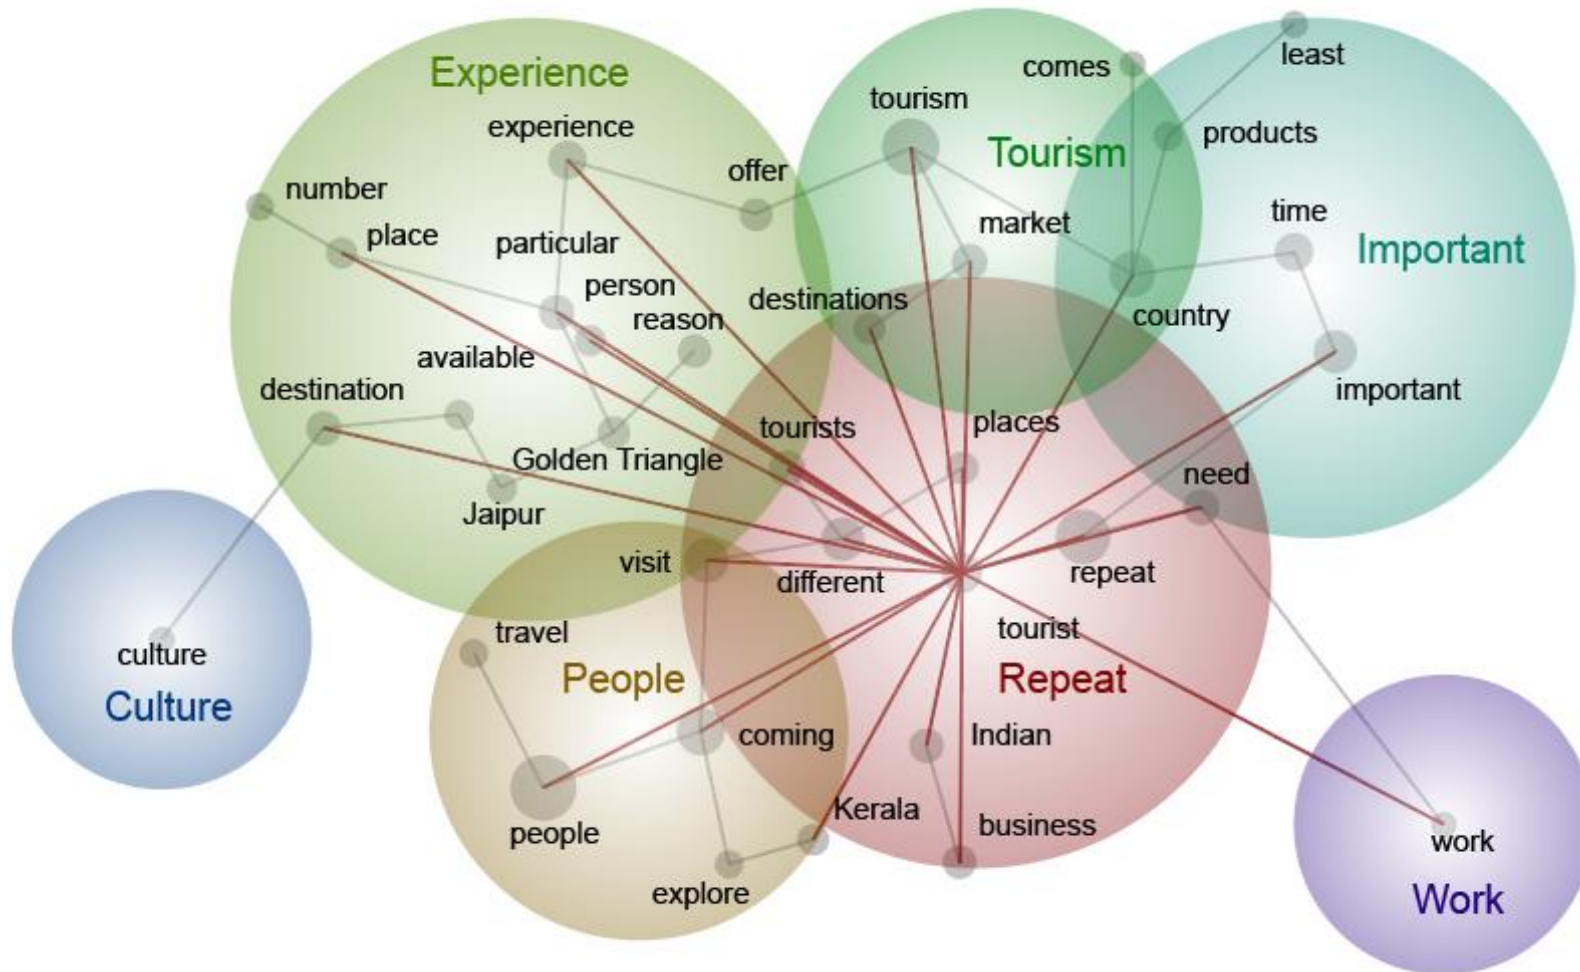 least
comes
Experience
tourism
experience
products
Tourism
offer
number
time
market
place
particular
Important
person
destinations
reason
country
available
destination
important
places
tourists
Golden Triangle
need
Jaipur
visit
different
repeat
travel
tourist
culture
People
Repeat
Culture
coming
Indian
Kerala
business
people
work
explore
Work